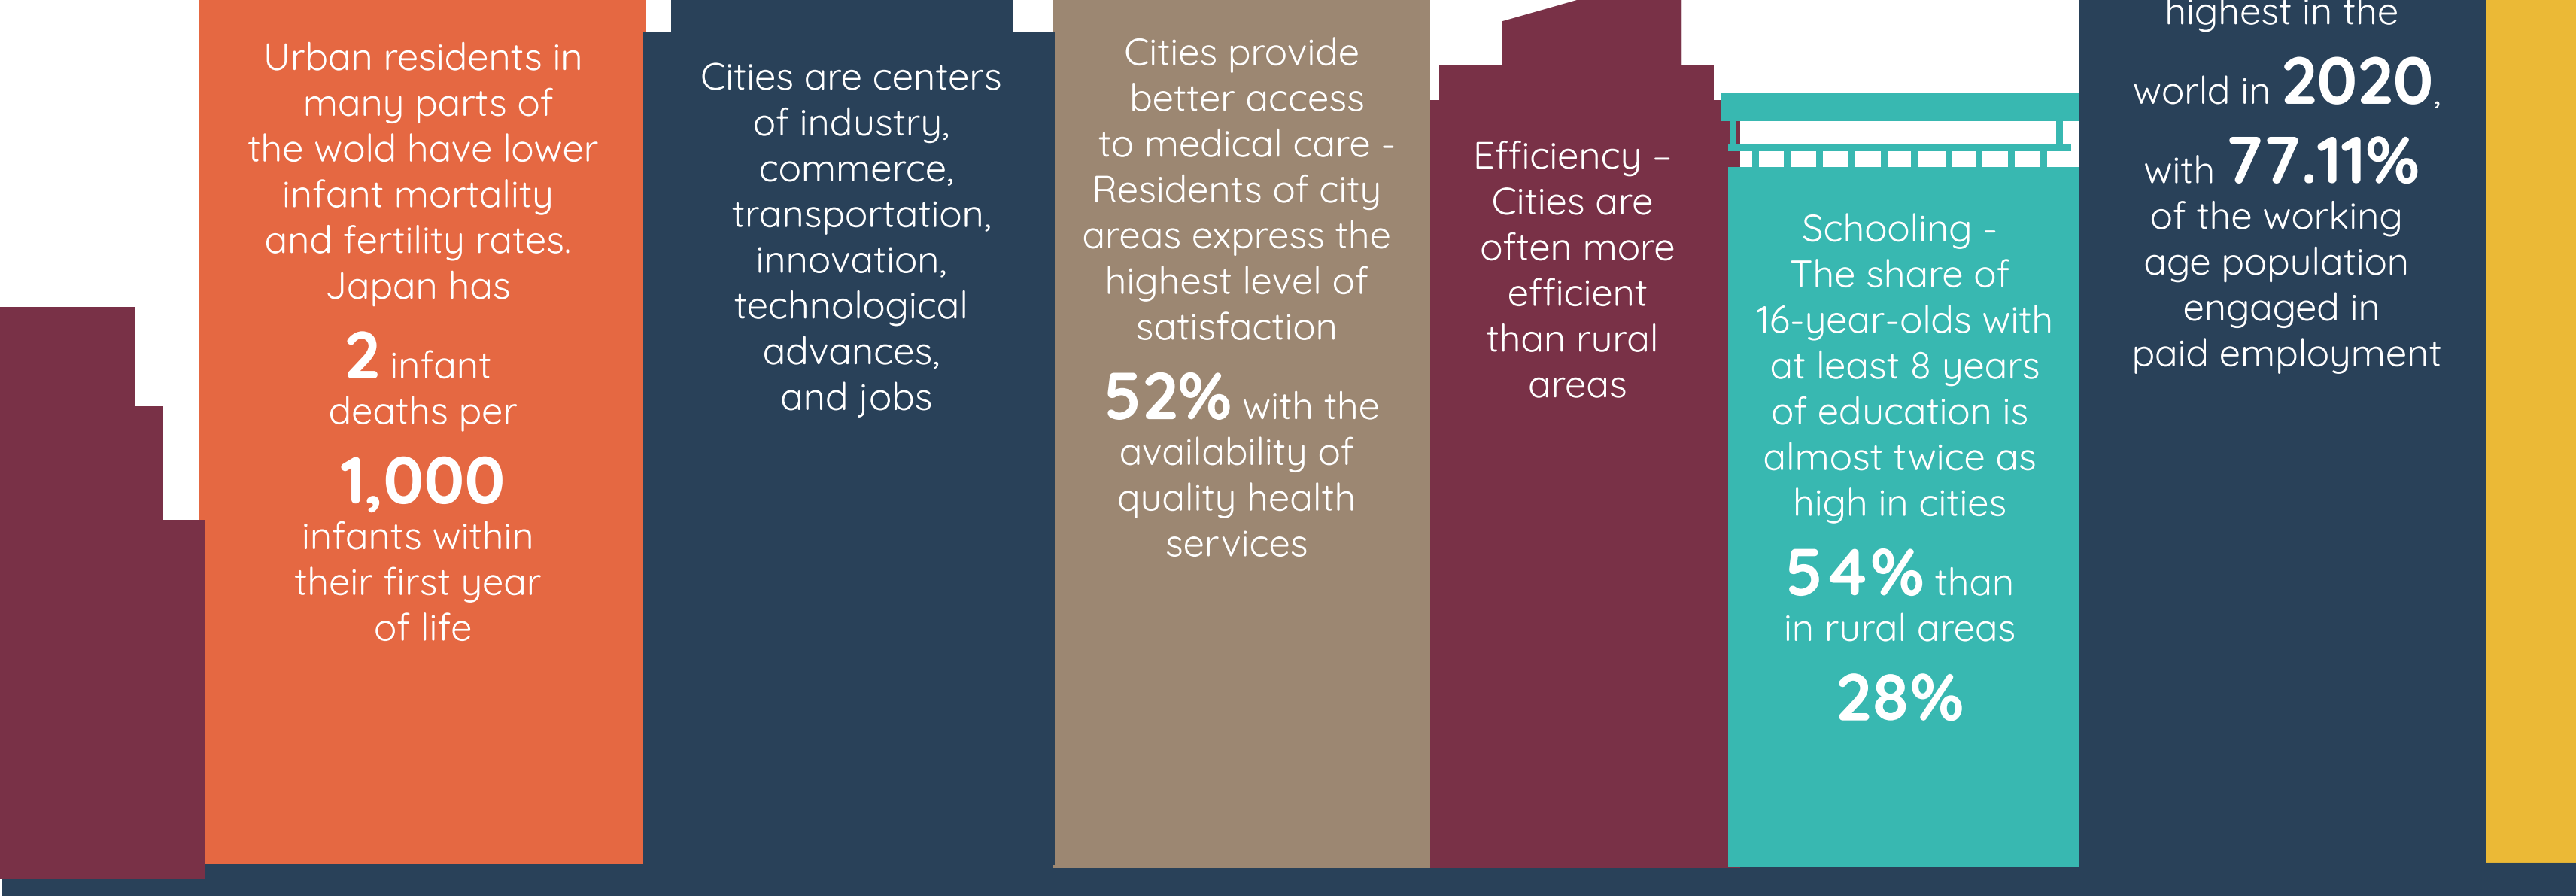 Urban residents in
many parts of
the wold have lower
infant mortality
and fertility rates.
Japan has
2 infant
deaths per
1,000
infants within
their first year
of life
Cities are centers
of industry,
commerce,
transportation,
innovation,
technological
advances,
and jobs
Cities provide
better access
to medical care -
Residents of city
areas express the
highest level of
satisfaction
52% with the
availability of
quality health
services
Efficiency –
Cities are
often more
efficient
than rural
areas
Schooling -
The share of
16-year-olds with
at least 8 years
of education is
almost twice as
high in cities
54% than
in rural areas
28%
highest in the
world in 2020,
with 77.11%
of the working
age population
engaged in
paid employment